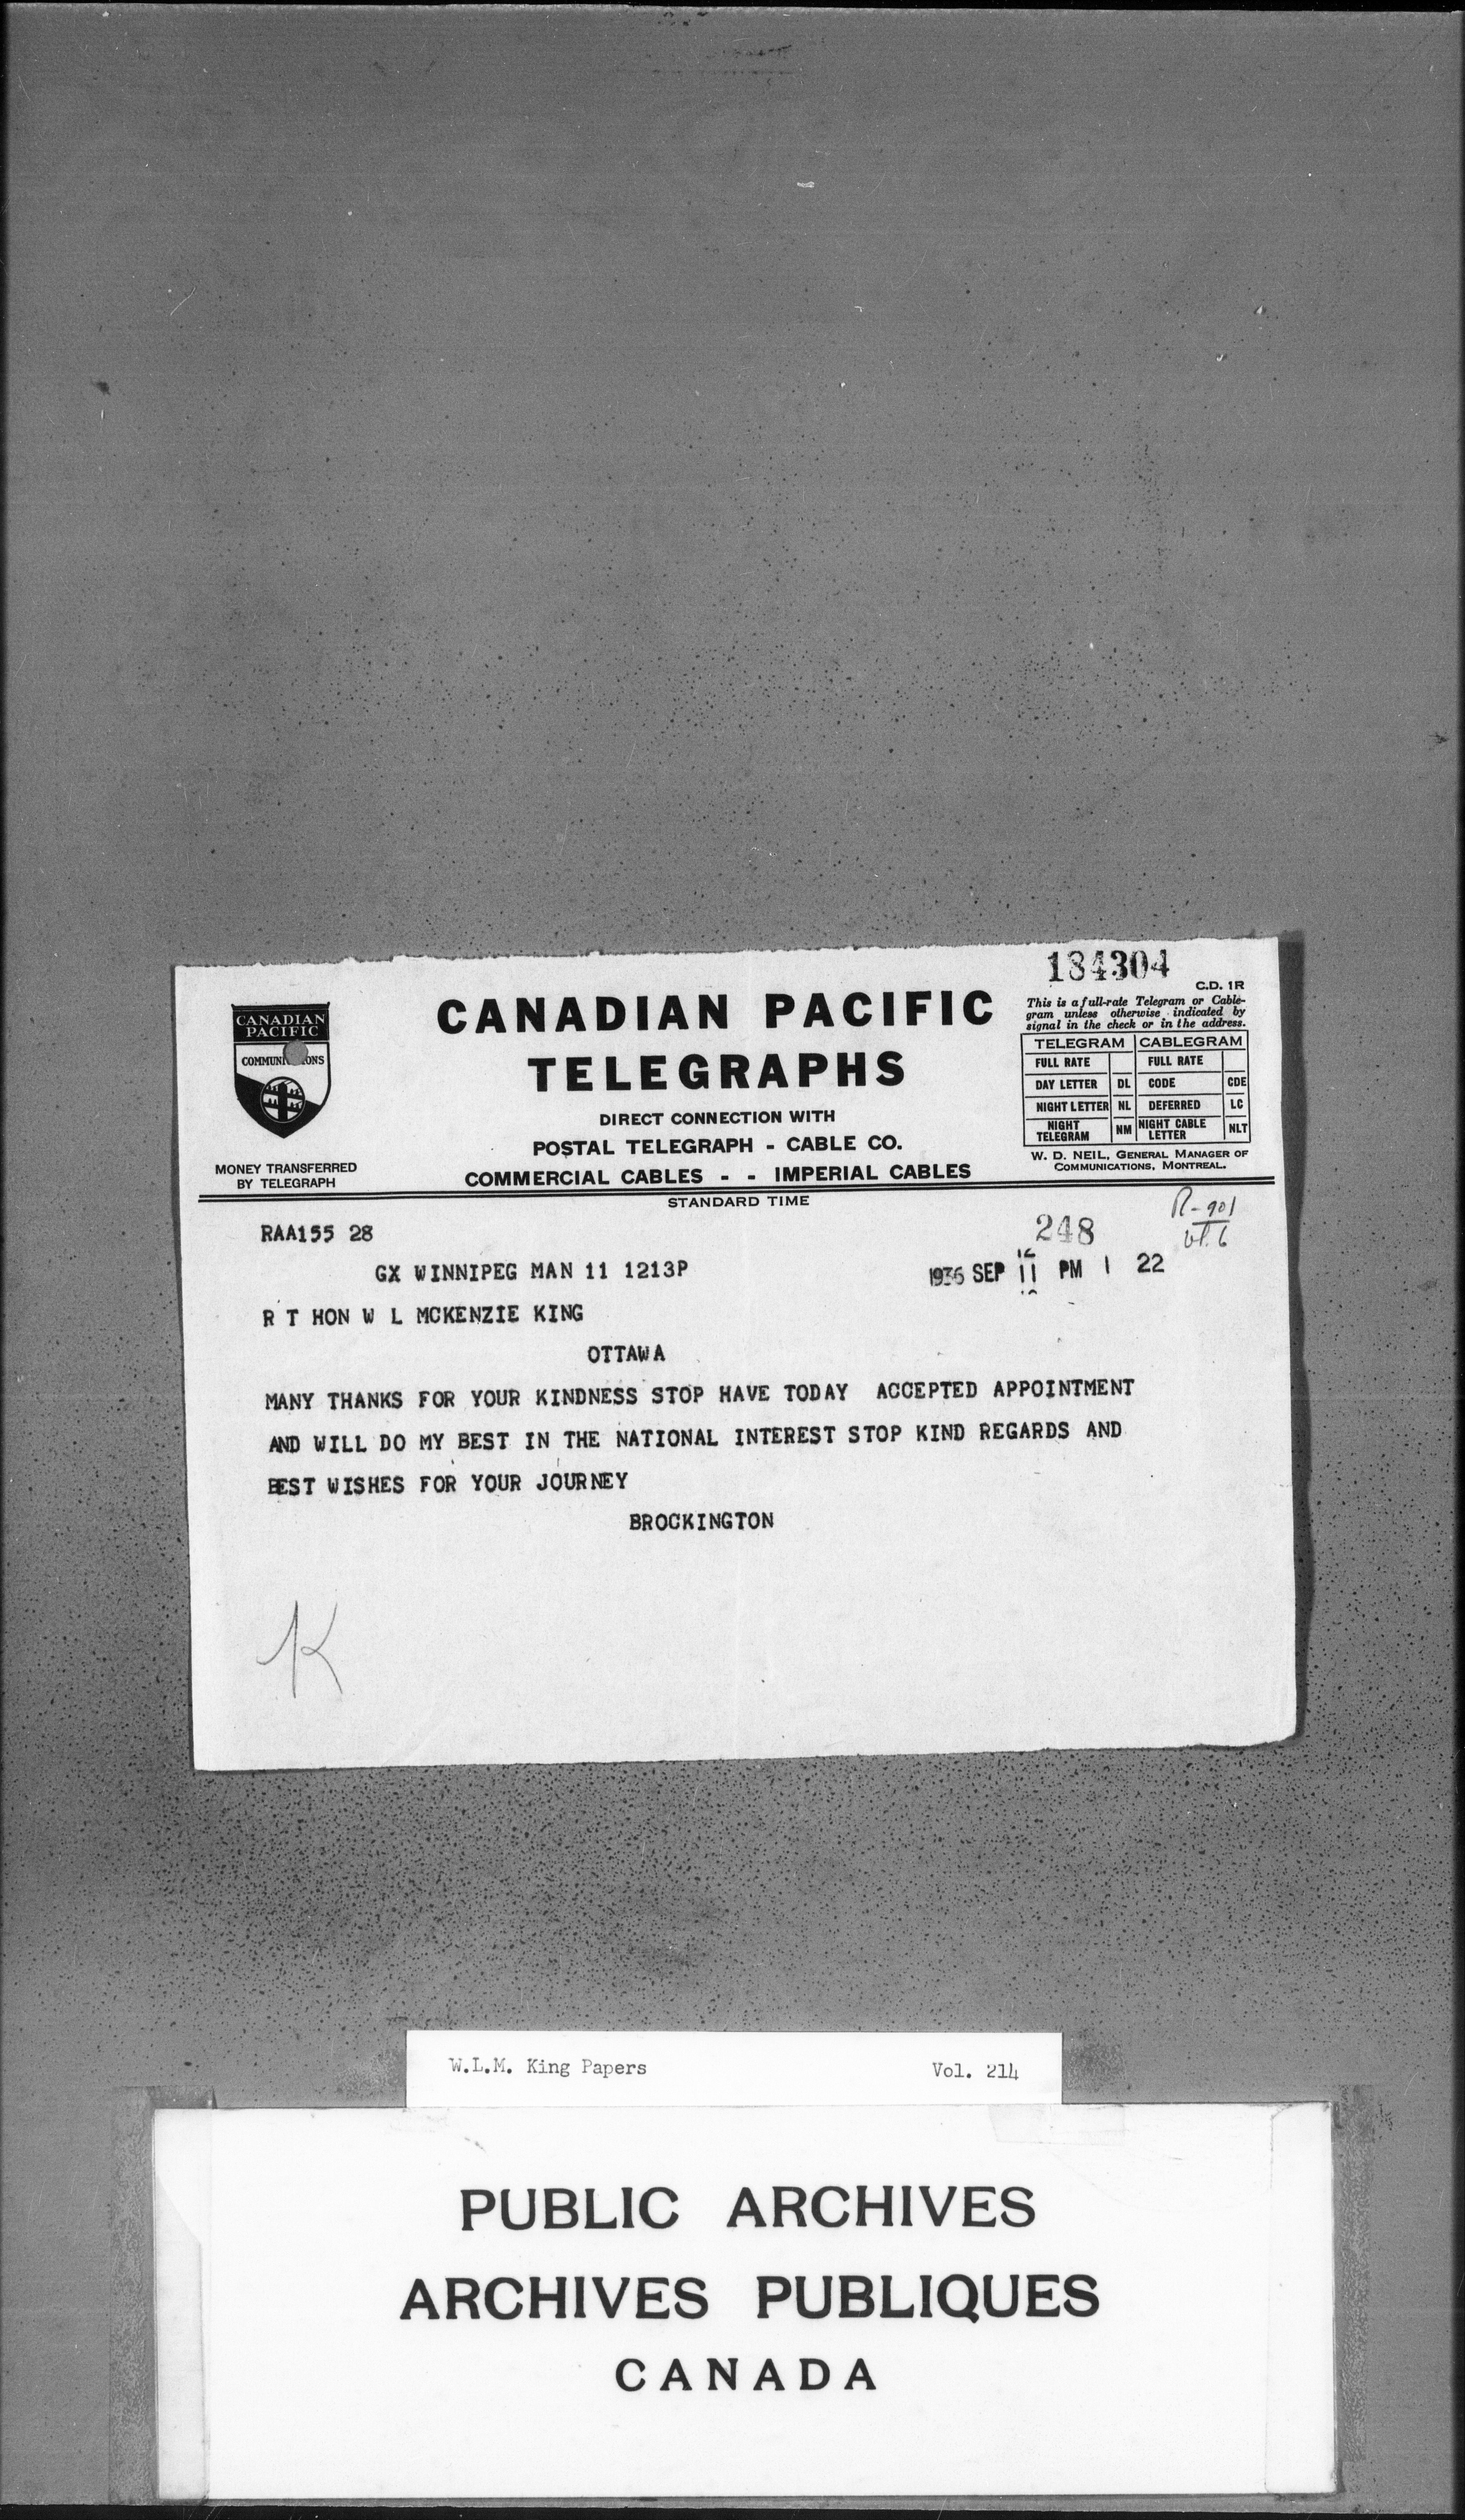 184304
C.D. 1R
CANADIAN PACIFIC
TELEGRAPHS
DIRECT CONNECTION WITH
POSTAL TELEGRAPH - CABLE CO.
COMMERCIAL CABLES - - IMPERIAL CABLES
CANADIAN
PACIFIC
COMMUNI ONS
MONEY TRANSFERRED
BY TELEGRAPH
This is a full-rate Telegram or Cable-
gram unless otherwise indicated by
signal in the check or in the address.
TELEGRAM CABLEGRAM
FULL RATE FULL RATE
DAY LETTER DL CODE CDE
NIGHT LETTER NL DEFERRED LC
NIGHT TELEGRAM NM NIGHT CABLE LETTER NLT
W. D. NEIL, GENERAL MANAGER OF
COMMUNICATIONS, MONTREAL.
STANDARD TIME
RAA155 28
248
R-901
GX WINNIPEG MAN 11 1213P
1936 SEP 11 PM 1 22
R T HON W L MCKENZIE KING
OTTAWA
MANY THANKS FOR YOUR KINDNESS STOP HAVE TODAY ACCEPTED APPOINTMENT
AND WILL DO MY BEST IN THE NATIONAL INTEREST STOP KIND REGARDS AND
BEST WISHES FOR YOUR JOURNEY
BROCKINGTON
K
W.L.M. King Papers Vol. 214
PUBLIC ARCHIVES
ARCHIVES PUBLIQUES
CANADA